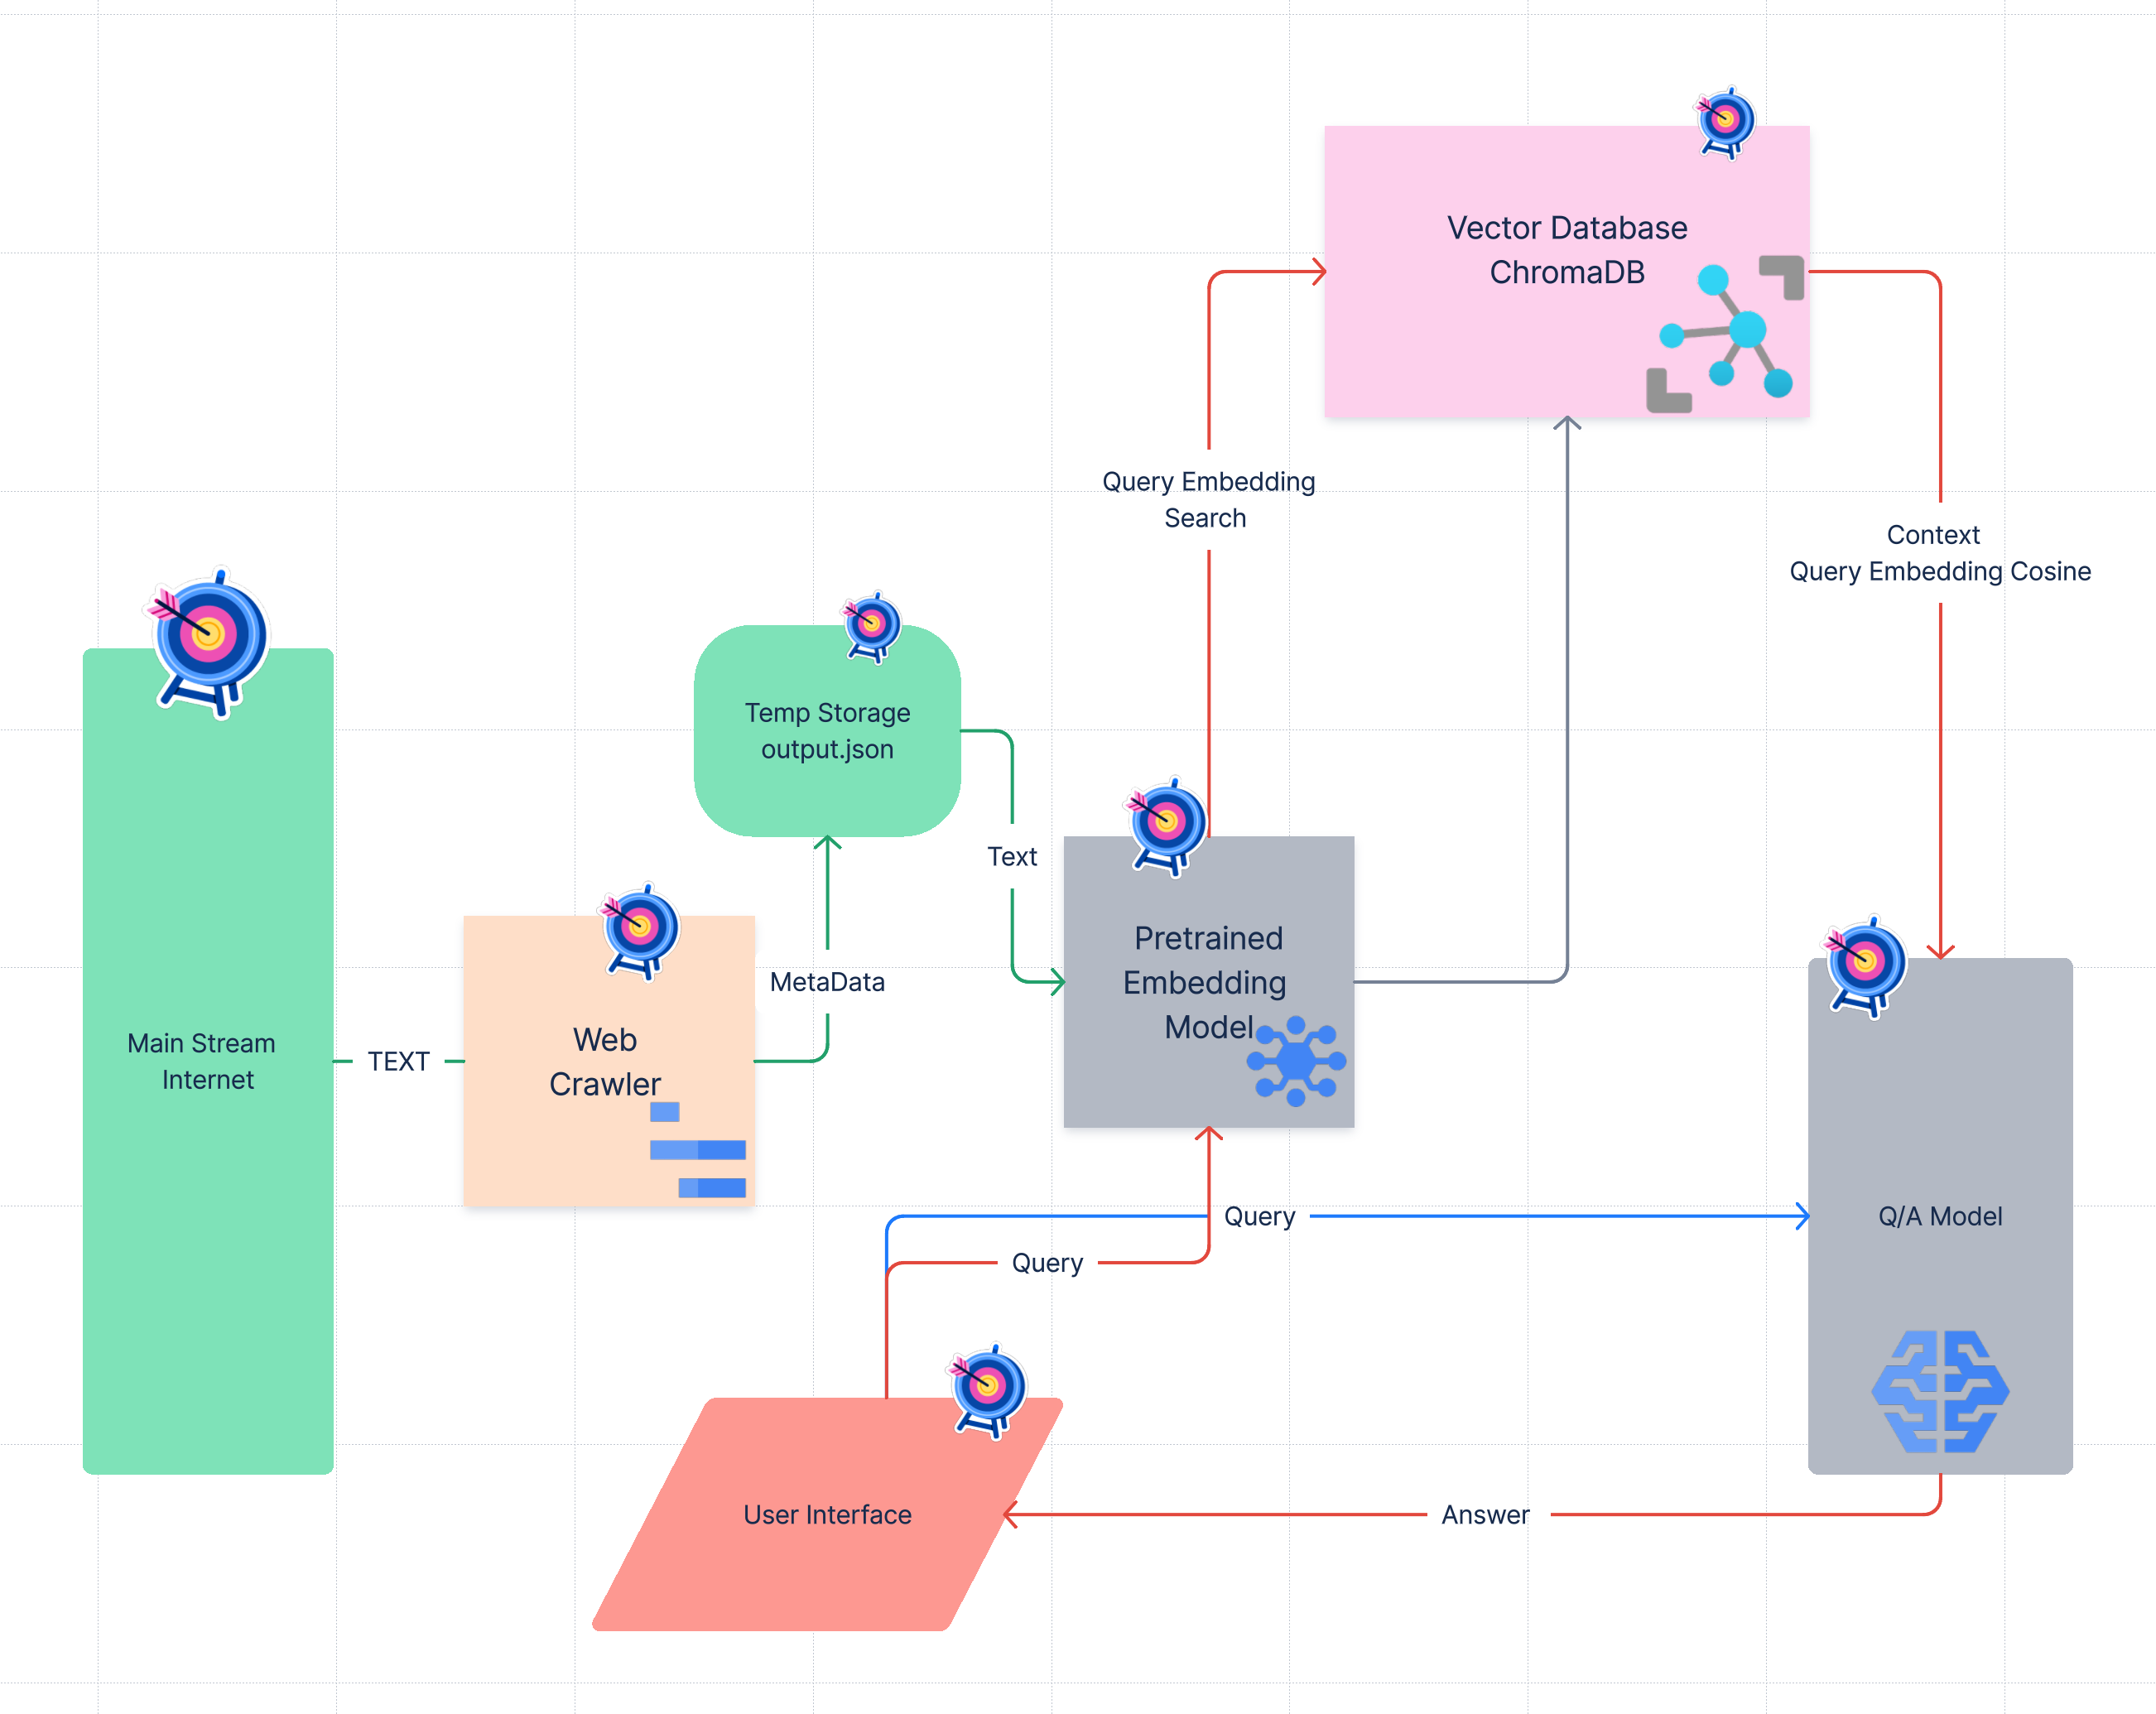 Vector Database
ChromaDB
Query Embedding
Search
Context
Query Embedding Cosine
Temp Storage
output.json
Text
Pretrained
Embedding
Model
MetaData
Main Stream
Internet
TEXT
Web
Crawler
Query
Query
Q/A Model
User Interface
Answer